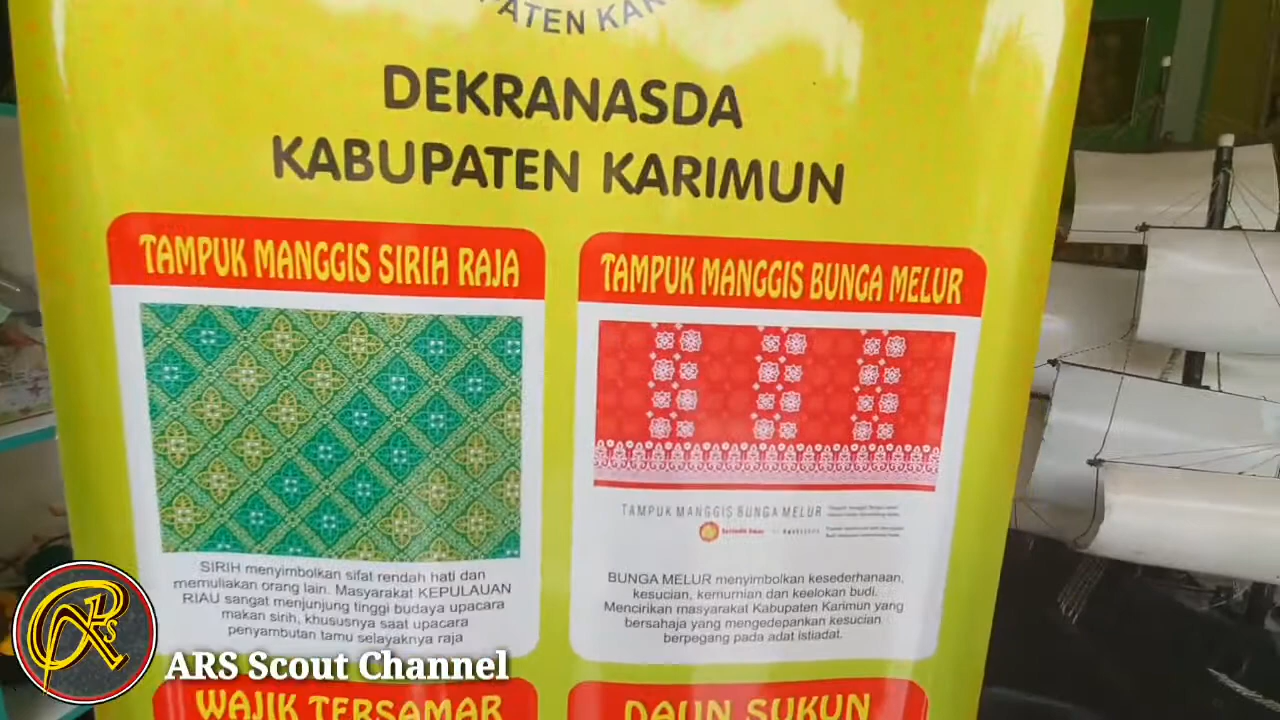 KABUPATEN KAR
DEKRANASDA
KABUPATEN KARIMUN
TAMPUK MANGGIS SIRIH RAJA
SIRIH menyimbolkan sifat rendah hati dan
memuliakan orang lain. Masyarakat KEPULAUAN
RIAU sangat menjunjung tinggi budaya upacara
makan sirih, khususnya saat upacara
penyambutan tamu selayaknya raja
TAMPUK MANGGIS BUNGA MELUR
TAMPUK MANGGIS BUNGA MELUR
BUNGA MELUR menyimbolkan kesederhanaan,
kesucian, kemurnian dan keelokan budi.
Mencirikan masyarakat Kabupaten Karimun yang
bersahaja yang mengedepankan kesucian
berpegang pada adat istiadat.
WAJIK TERSAMAR
DAUN SUKUN
ARS
ARS Scout Channel